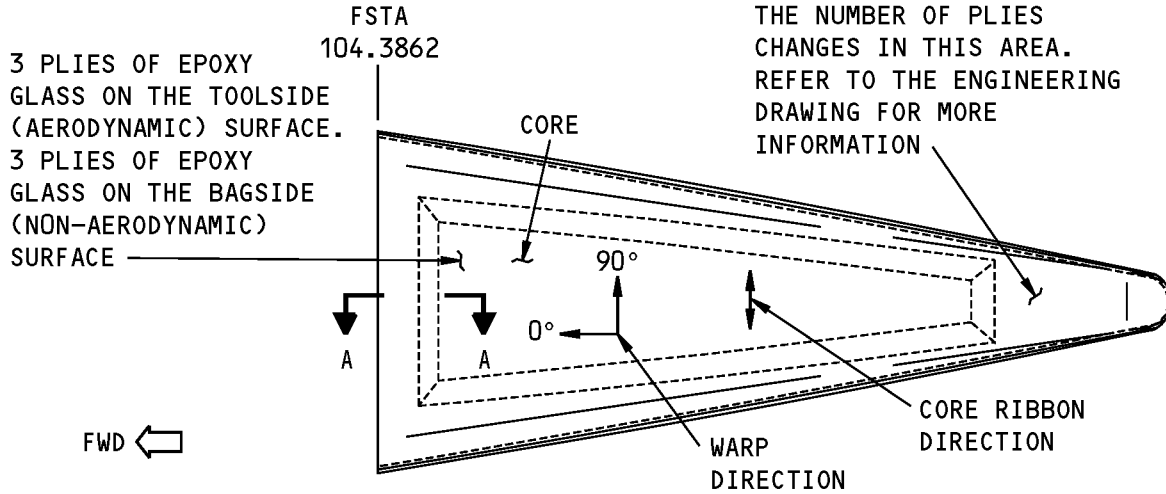 FSTA
104.3862
3 PLIES OF EPOXY
GLASS ON THE TOOLSIDE
(AERODYNAMIC) SURFACE.
3 PLIES OF EPOXY
GLASS ON THE BAGSIDE
(NON-AERODYNAMIC)
SURFACE
CORE
THE NUMBER OF PLIES
CHANGES IN THIS AREA.
REFER TO THE ENGINEERING
DRAWING FOR MORE
INFORMATION
90°
0°
A
A
FWD
WARP
DIRECTION
CORE RIBBON
DIRECTION